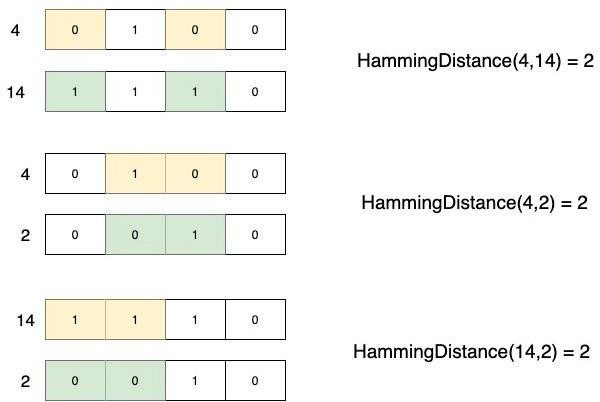 4 0 1 0 0
HammingDistance(4,14) = 2
14 1 1 1 0
4 0 1 0 0
HammingDistance(4,2) = 2
2 0 0 1 0
14 1 1 1 0
HammingDistance(14,2) = 2
2 0 0 1 0